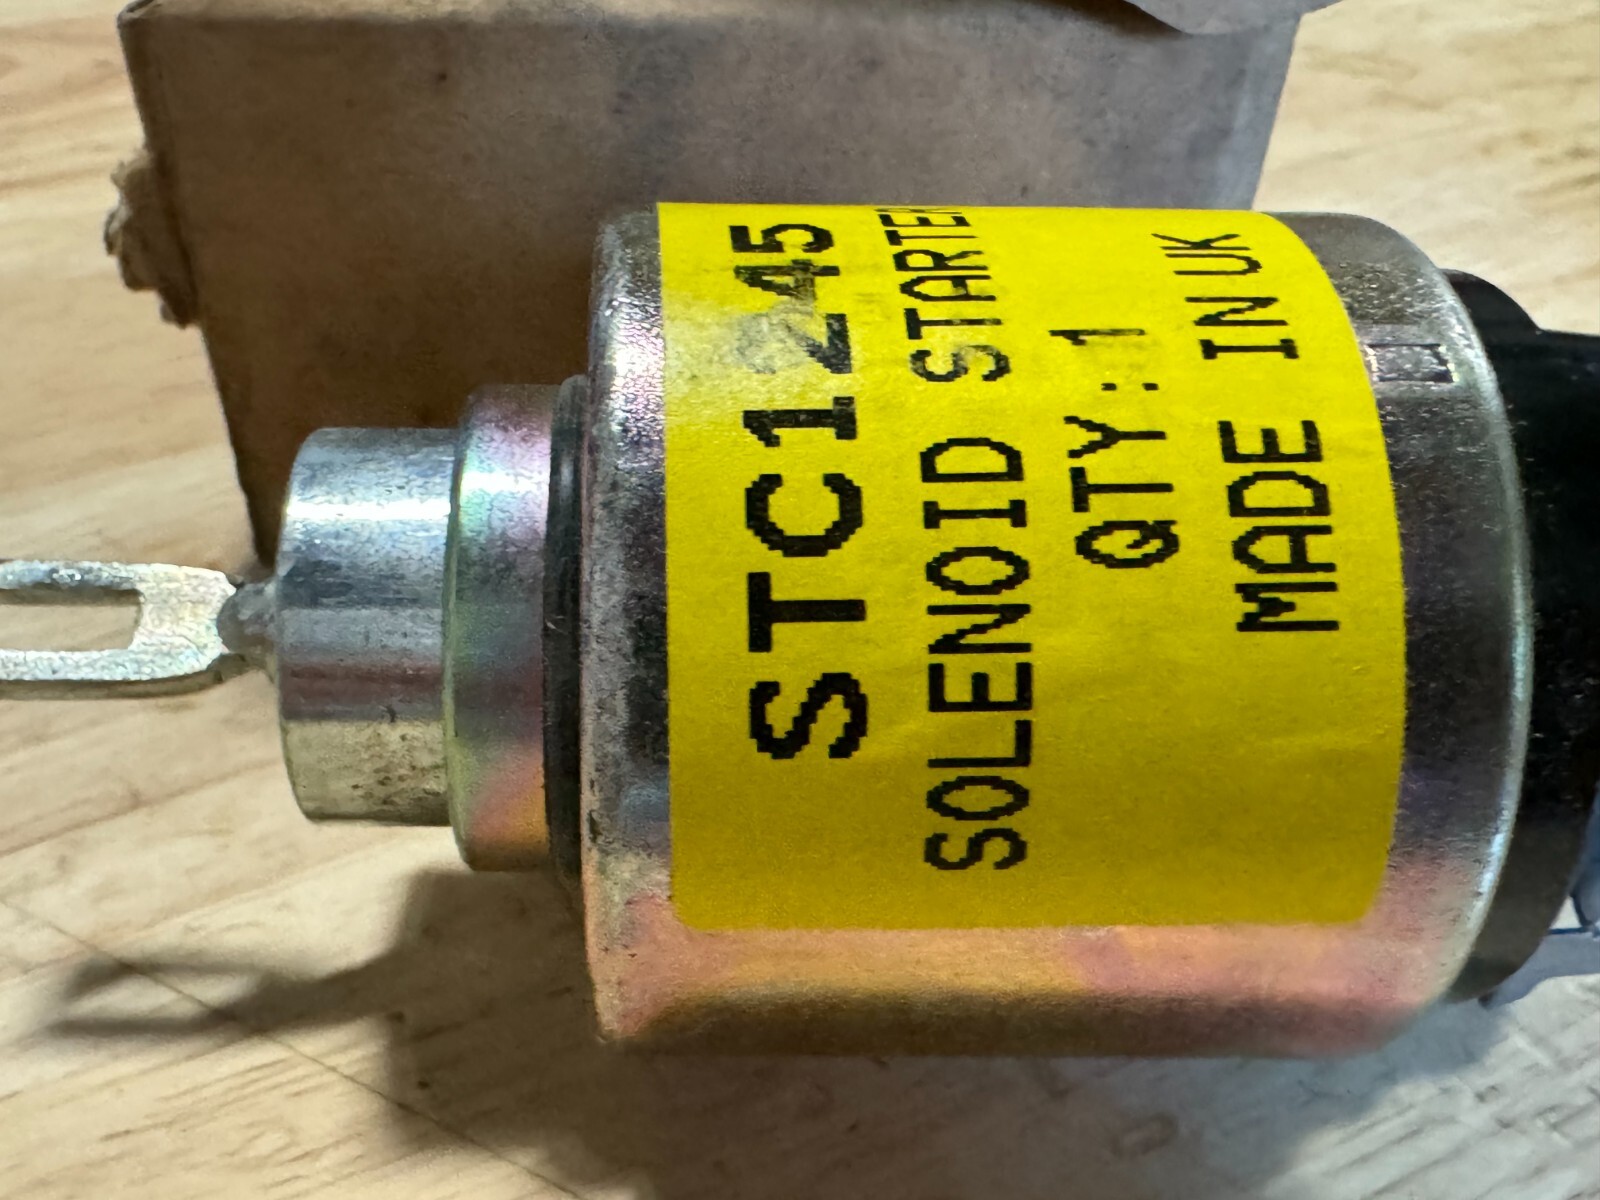 STC1245
SOLENOID STARTER
QTY:1
MADE IN UK